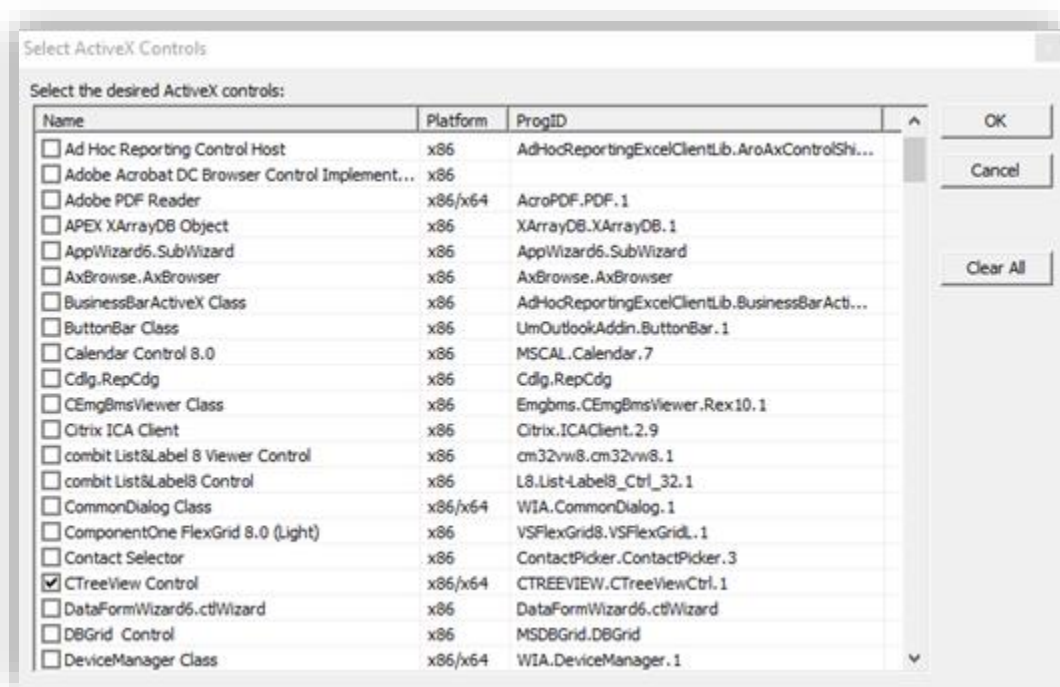 Select ActiveX Controls
Select the desired ActiveX controls:
Name Platform ProgID
Ad Hoc Reporting Control Host x86 AdHocReportingExcelClientLib.AroAxControlShi... OK
Adobe Acrobat DC Browser Control Implement... x86 Cancel
Adobe PDF Reader x86/x64 AcroPDF.PDF.1
APEX XArrayDB Object x86 XArrayDB.XArrayDB.1
AppWizard6.SubWizard x86 AppWizard6.SubWizard
AxBrowse.AxBrowser x86 AxBrowse.AxBrowser Clear All
BusinessBarActiveX Class x86 AdHocReportingExcelClientLib.BusinessBarActi...
ButtonBar Class x86 UmOutlookAddin.ButtonBar.1
Calendar Control 8.0 x86 MSCAL.Calendar.7
Cdlg.RepCdg x86 Cdlg.RepCdg
CEmgBmsViewer Class x86 Emgbms.CEmgBmsViewer.Rex10.1
Citrix ICA Client x86 Citrix.ICAClient.2.9
combit List&Label 8 Viewer Control x86 cm32vw8.cm32vw8.1
combit List&Label8 Control x86 L8.List-Label8_Ctrl_32.1
CommonDialog Class x86/x64 WIA.CommonDialog.1
ComponentOne FlexGrid 8.0 (Light) x86 VSFlexGrid8.VSFlexGridL.1
Contact Selector x86 ContactPicker.ContactPicker.3
CTreeView Control x86/x64 CTREEVIEW.CTreeViewCtrl.1
DataFormWizard6.ctlWizard x86 DataFormWizard6.ctlWizard
DBGrid Control x86 MSDBGrid.DBGrid
DeviceManager Class x86/x64 WIA.DeviceManager.1